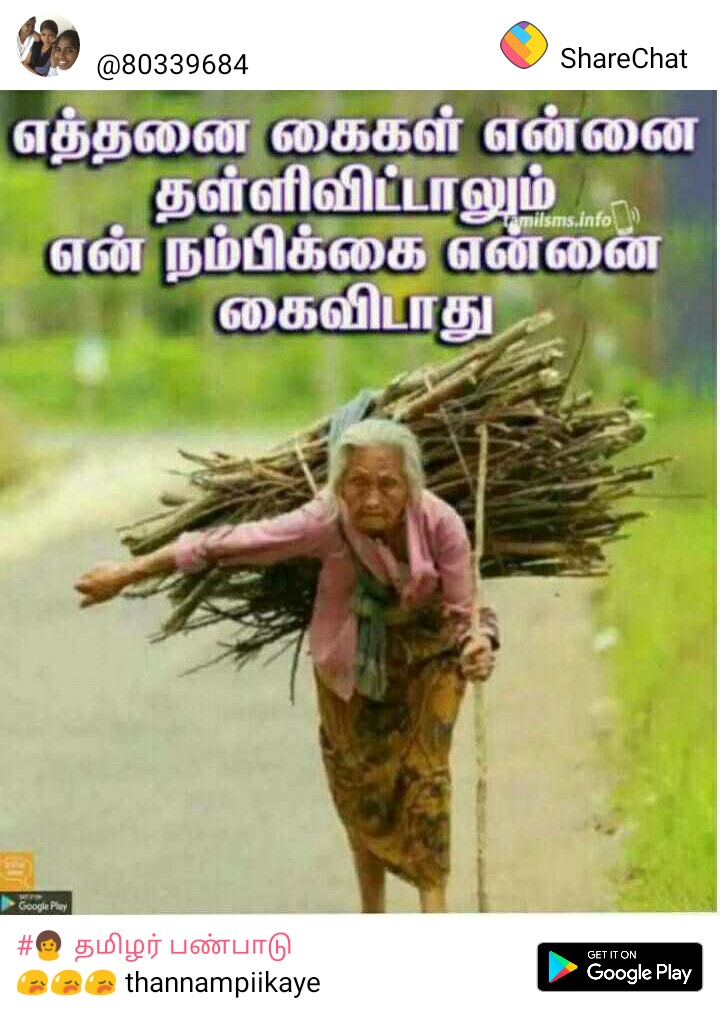 @80339684
ShareChat
எத்தனை கைகள் என்னை
தள்ளிவிட்டாலும்
tamilsms.info
என் நம்பிக்கை என்னை
கைவிடாது
GET IT ON
Google Play
# தமிழர் பண்பாடு
thannampiikaye
GET IT ON
Google Play